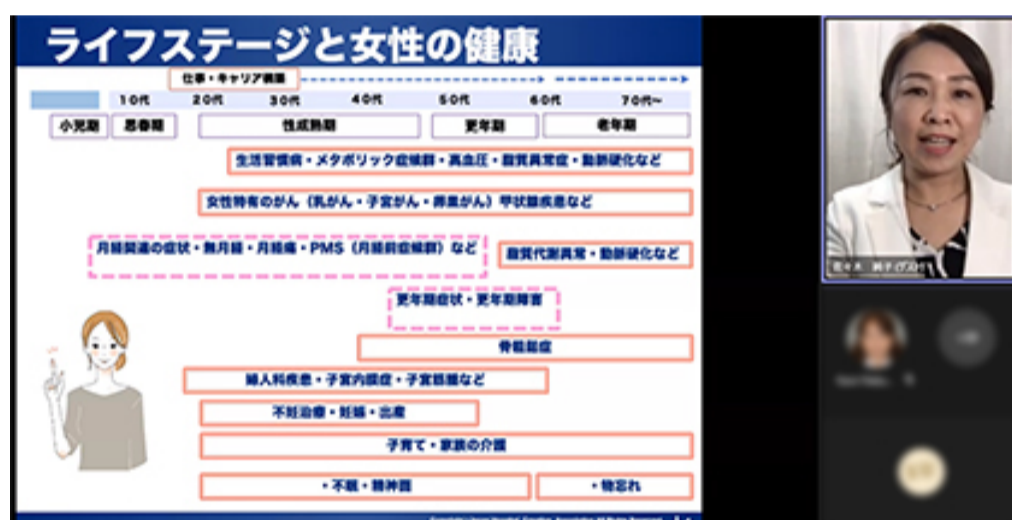 ライフステージと女性の健康
仕事・キャリア構築
10代 20代 30代 40代 50代 60代 70代~
小児期 思春期 性成熟期 更年期 老年期
生活習慣病・メタボリック症候群・高血圧・脂質異常症・動脈硬化など
女性特有のがん(乳がん・子宮がん・卵巣がん)甲状腺疾患など
月経関連の症状・無月経・月経痛・PMS(月経前症候群)など
脂質代謝異常・動脈硬化など
更年期症状・更年期障害
骨粗鬆症
婦人科疾患・子宮内膜症・子宮筋腫など
不妊治療・妊娠・出産
子育て・家族の介護
・不眠・精神面 ・物忘れ
佐々木 純子